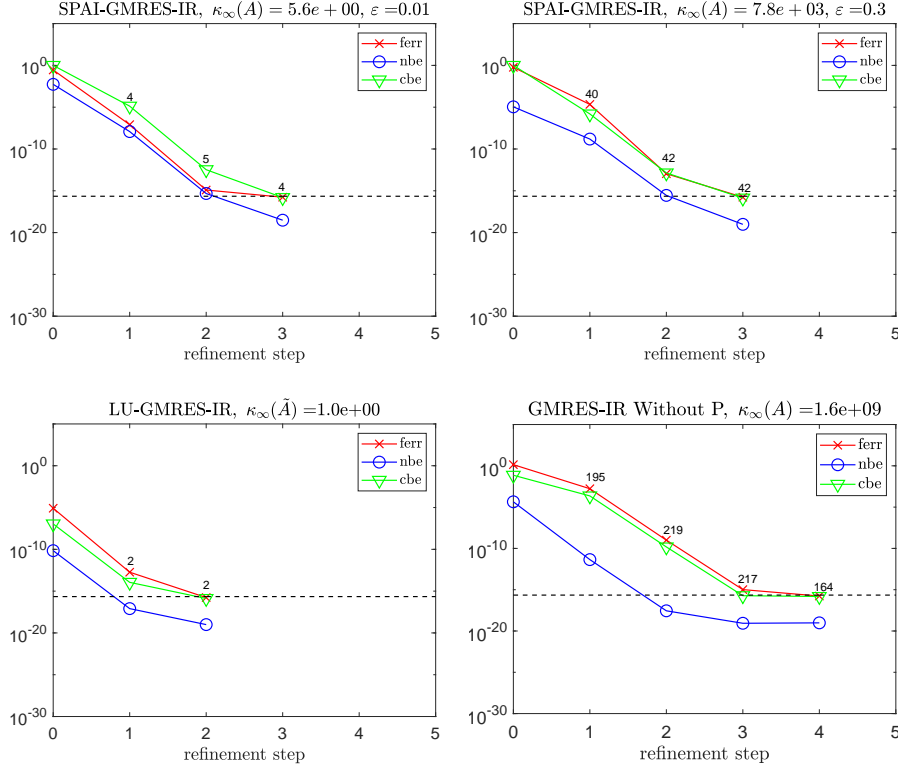 SPAI-GMRES-IR, κ∞(A) = 5.6e + 00, ε =0.01
10^0
10^-10
10^-20
10^-30
4
5
4
ferr
nbe
cbe
0 1 2 3 4 5
refinement step
SPAI-GMRES-IR, κ∞(A) = 7.8e + 03, ε =0.3
10^0
10^-10
10^-20
10^-30
40
42
42
ferr
nbe
cbe
0 1 2 3 4 5
refinement step
LU-GMRES-IR, κ∞(Ã) =1.0e+00
10^0
10^-10
10^-20
10^-30
2
2
ferr
nbe
cbe
0 1 2 3 4 5
refinement step
GMRES-IR Without P, κ∞(A) =1.6e+09
10^0
10^-10
10^-20
10^-30
195
219
217
164
ferr
nbe
cbe
0 1 2 3 4 5
refinement step